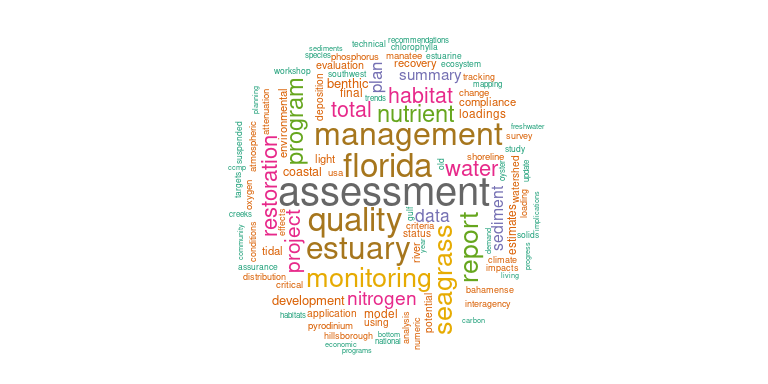 recommendations
technical
chlorophylla
sediments
species
phosphorus
manatee
estuarine
evaluation
recovery
ecosystem
workshop
southwest
plan
summary
tracking
benthic
mapping
final
trends
habitat
change
planning
program
deposition
total
nutrient
compliance
loadings
attenuation
environmental
management
freshwater
survey
suspended
atmospheric
restoration
light
florida
shoreline
study
ccmp
coastal
usa
old
water
oyster
watershed
update
targets
oxygen
assessment
creeks
effects
quality
gulf
data
sediment
loading
implications
project
criteria
report
estimates
community
conditions
tidal
estuary
status
year
demand
solids
river
seagrass
climate
progress
assurance
impacts
distribution
monitoring
living
critical
bahamense
development
nitrogen
potential
interagency
habitats
application
model
carbon
pyrodinium
using
analysis
numeric
hillsborough
bottom
national
economic
programs